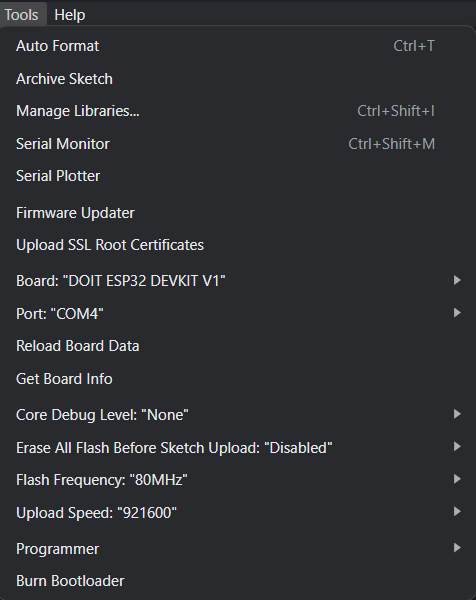 Tools Help
Auto Format Ctrl+T
Archive Sketch
Manage Libraries... Ctrl+Shift+I
Serial Monitor Ctrl+Shift+M
Serial Plotter
Firmware Updater
Upload SSL Root Certificates
Board: "DOIT ESP32 DEVKIT V1"
Port: "COM4"
Reload Board Data
Get Board Info
Core Debug Level: "None"
Erase All Flash Before Sketch Upload: "Disabled"
Flash Frequency: "80MHz"
Upload Speed: "921600"
Programmer
Burn Bootloader